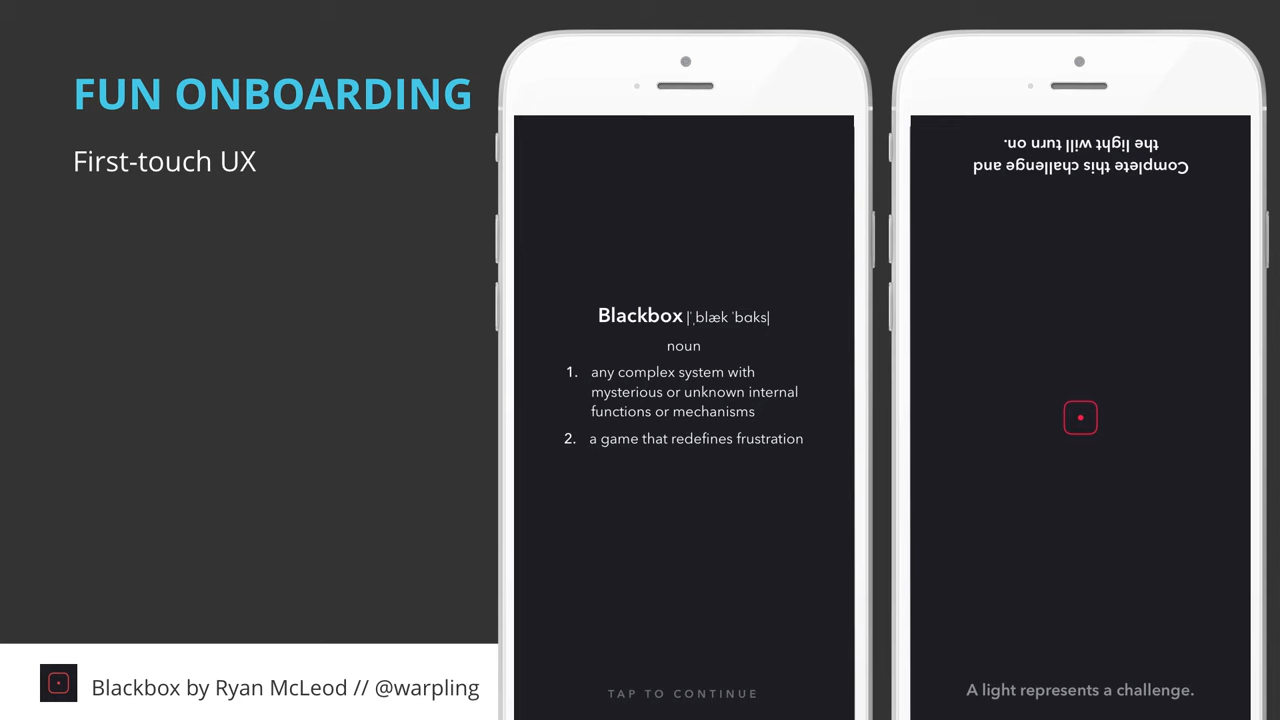 FUN ONBOARDING
First-touch UX
Blackbox |ˈˌblæk ˈbɑks|
noun
1. any complex system with
mysterious or unknown internal
functions or mechanisms
2. a game that redefines frustration
TAP TO CONTINUE
Complete this challenge and
the light will turn on.
A light represents a challenge.
Blackbox by Ryan McLeod // @warpling